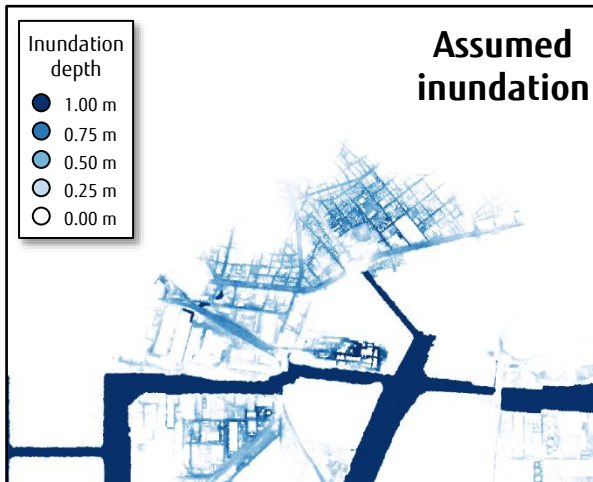 Inundation
depth
1.00 m
0.75 m
0.50 m
0.25 m
0.00 m
Assumed
inundation